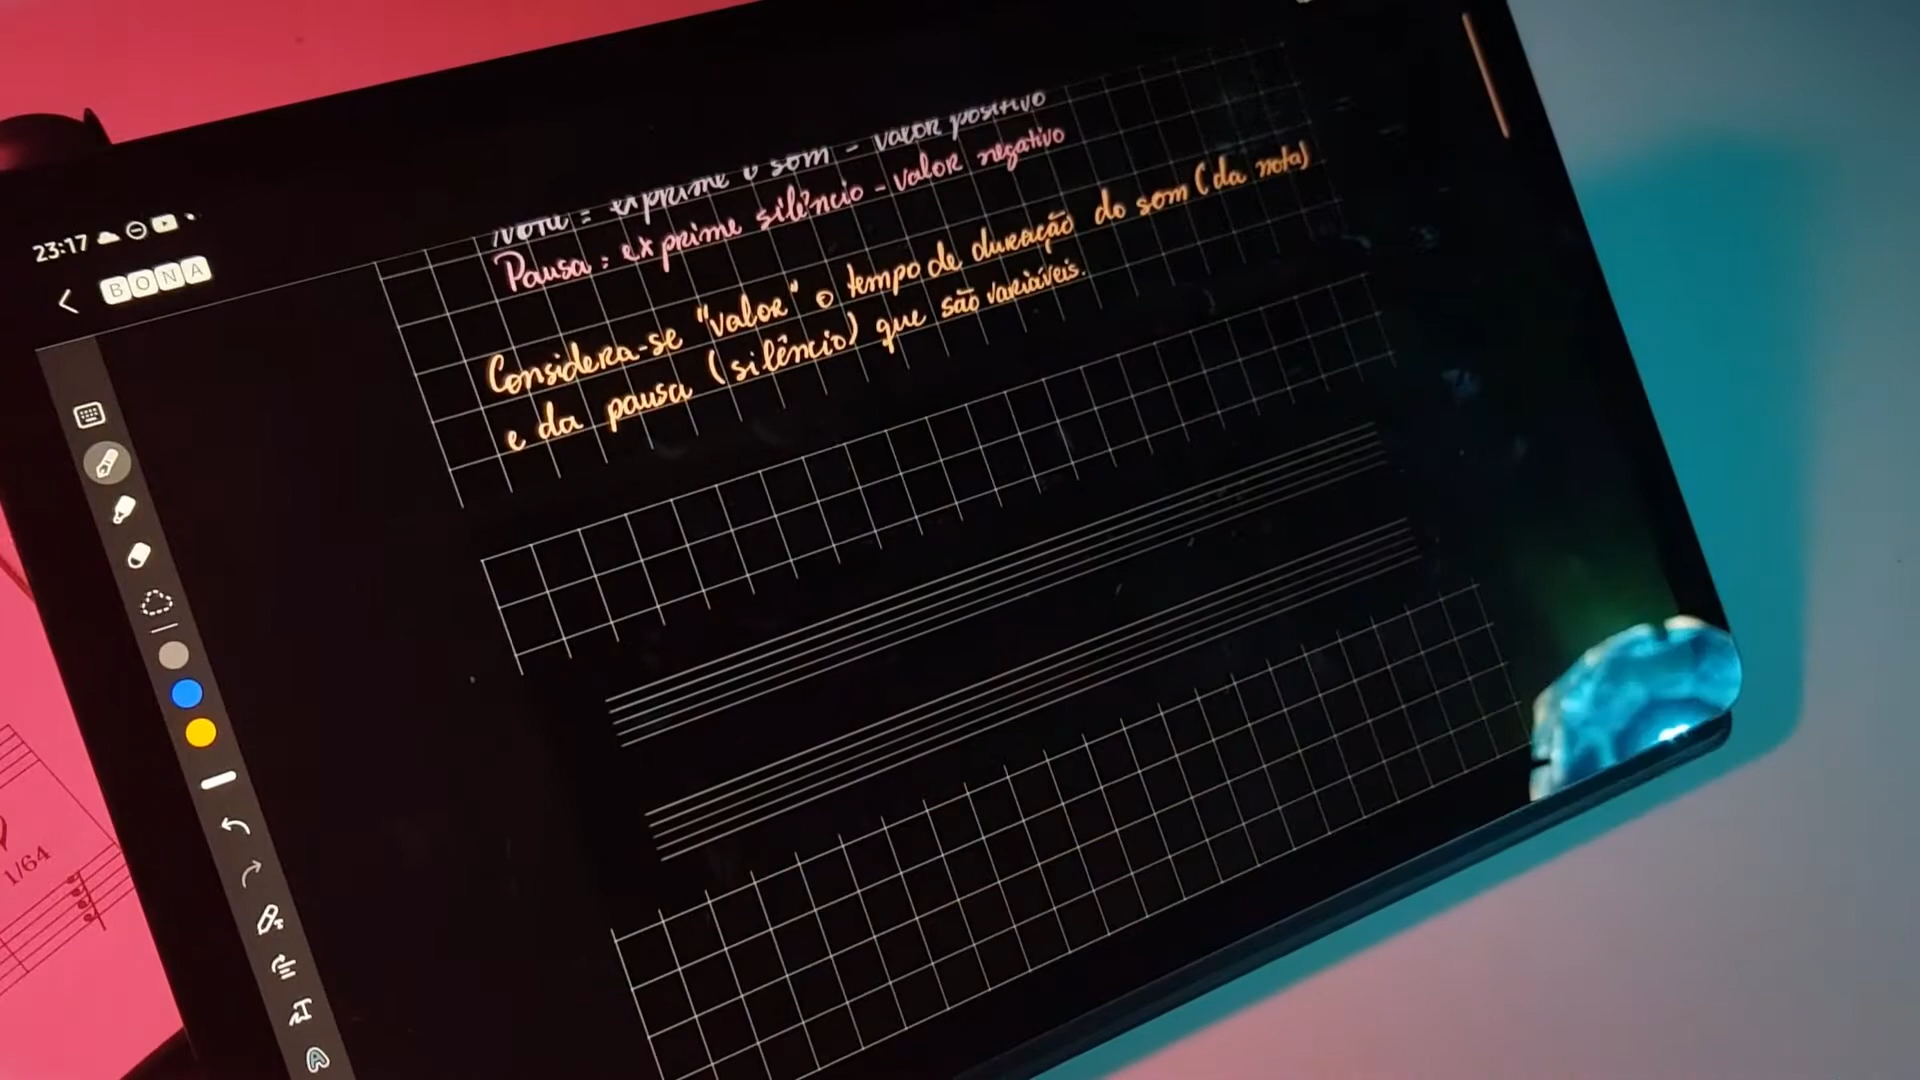 23:17
BONA
Nota = exprime o som - valor positivo
Pausa = exprime silêncio - valor negativo
Considera-se "valor" o tempo de duração do som (da nota)
e da pausa (silêncio) que são variáveis.
1/64